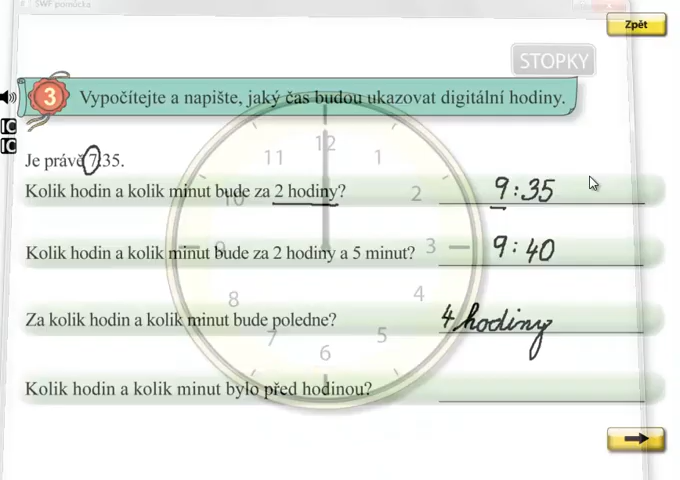 SWF pomůcka
Zpět
STOPKY
3 Vypočítejte a napište, jaký čas budou ukazovat digitální hodiny.
Je právě 7.35.
Kolik hodin a kolik minut bude za 2 hodiny? 9:35
Kolik hodin a kolik minut bude za 2 hodiny a 5 minut? 9:40
Za kolik hodin a kolik minut bude poledne? 4 hodiny
Kolik hodin a kolik minut bylo před hodinou?
12
11 1
10 2
9 3
8 4
7 5
6